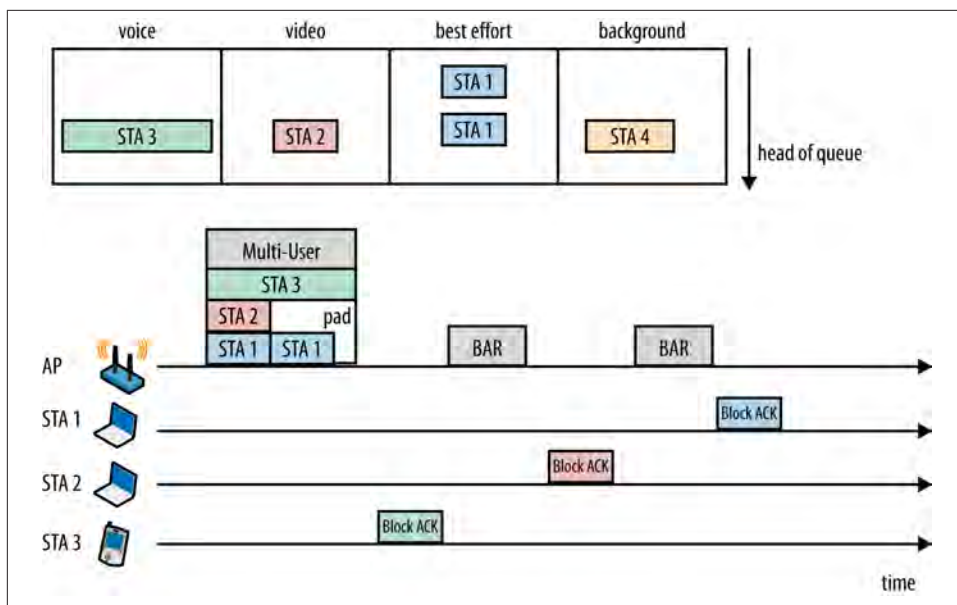 voice video best effort background
STA 1
STA 3 STA 2 STA 1 STA 4
head of queue
Multi-User
STA 3
STA 2 pad
STA 1 STA 1 BAR BAR
AP
STA 1 Block ACK
STA 2 Block ACK
STA 3 Block ACK
time